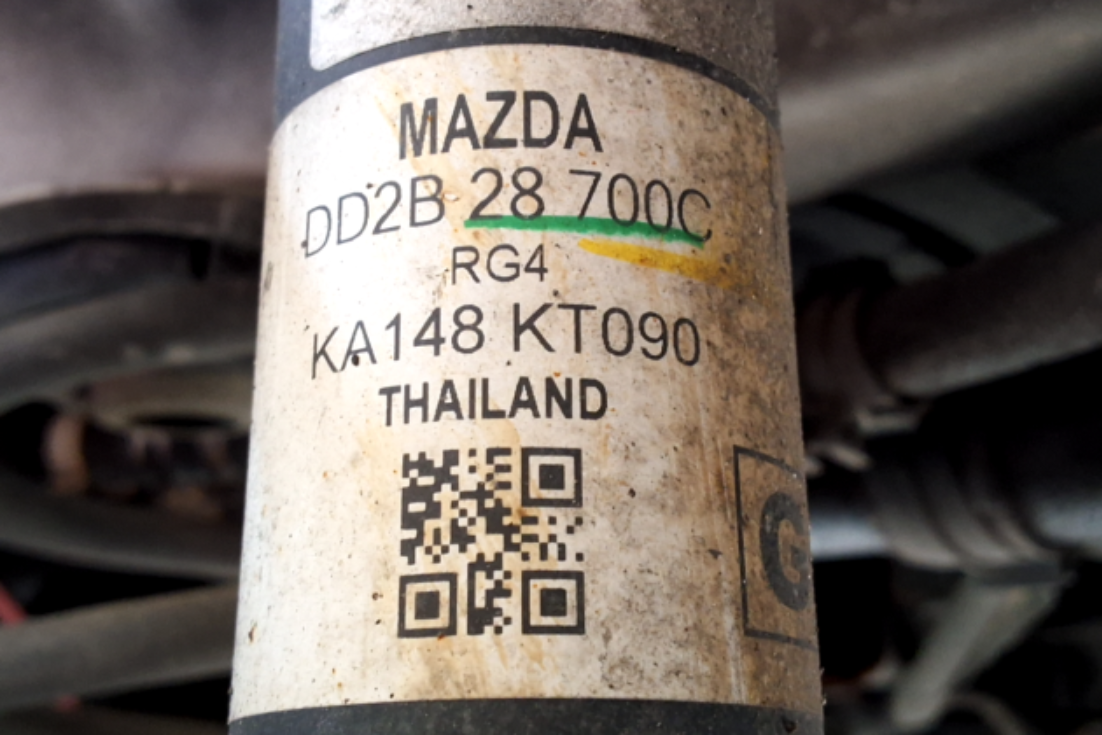 MAZDA
DD2B 28 700C
RG4
KA148 KT090
THAILAND
G